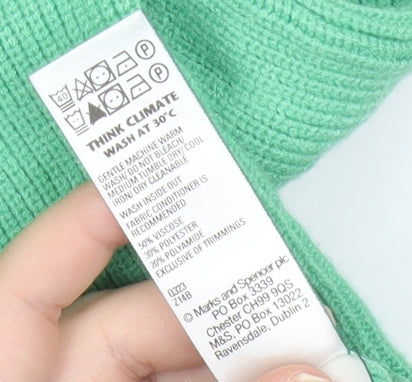 40 P
P
THINK CLIMATE
WASH AT 30°C
GENTLE MACHINE WARM
WASH/DO NOT BLEACH
MEDIUM TUMBLE DRY/COOL
IRON/DRY CLEANABLE
WASH INSIDE OUT
FABRIC CONDITIONER IS
RECOMMENDED
50% VISCOSE
30% POLYESTER
20% POLYAMIDE
EXCLUSIVE OF TRIMMINGS
0323
Z14B
© Marks and Spencer plc
PO Box 3339
Chester CH99 9QS
M&S, PO Box 13022
Ravensdale, Dublin 2